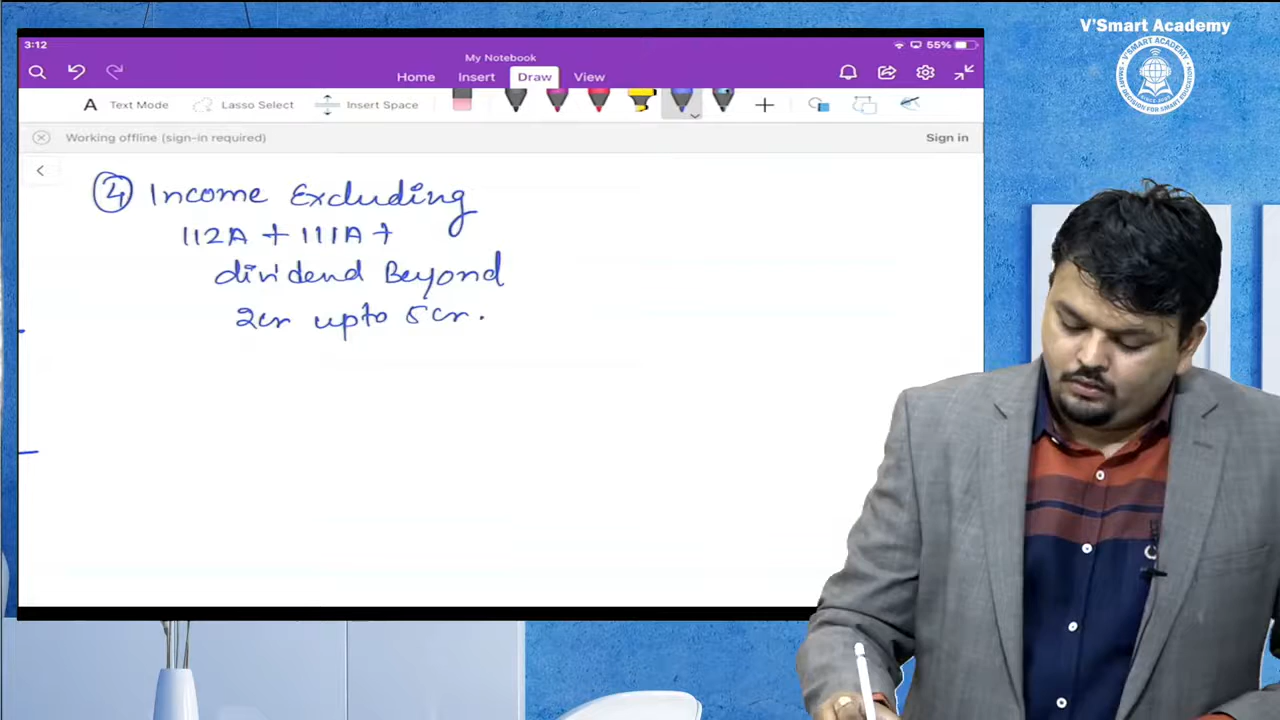 V'Smart Academy
3:12
55%
My Notebook
Home Insert Draw View
A Text Mode Lasso Select Insert Space
Working offline (sign-in required) Sign in
④ Income Excluding
112A + 111A +
dividend Beyond
2cr upto 5cr.